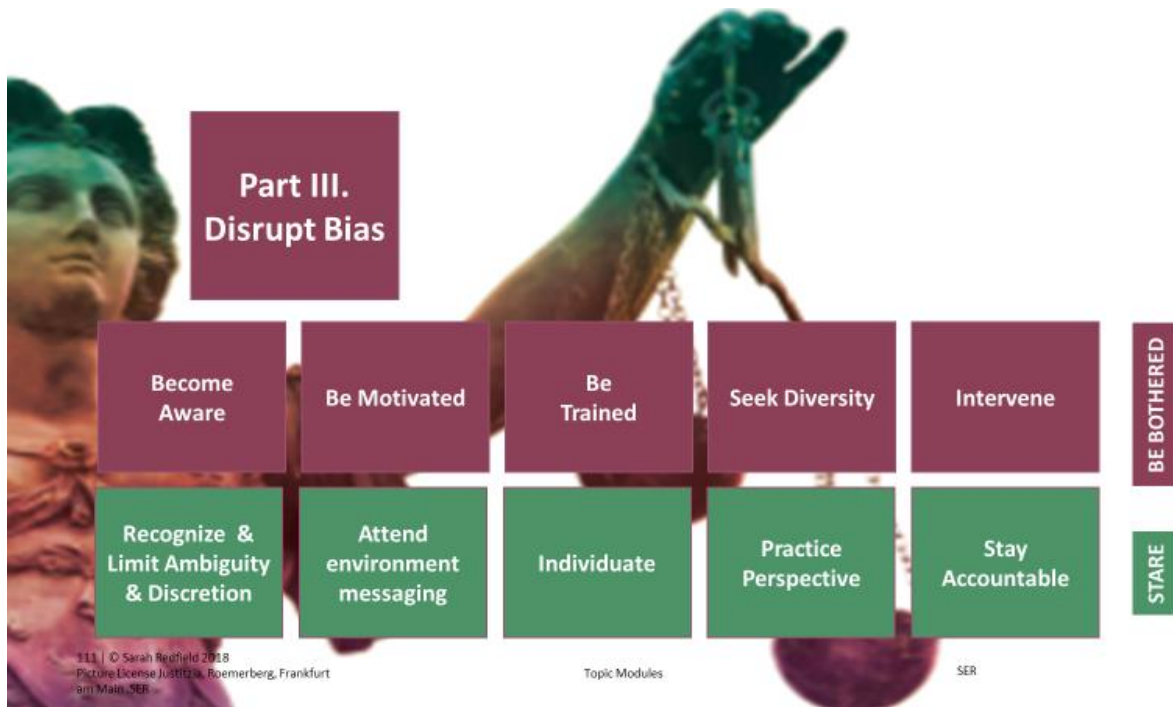 Part III.
Disrupt Bias
Become
Aware
Be Motivated
Be
Trained
Seek Diversity
Intervene
BE BOTHERED
Recognize &
Limit Ambiguity
& Discretion
Attend
environment
messaging
Individuate
Practice
Perspective
Stay
Accountable
STARE
111 | © Sarah Redfield 2018
Picture License Justitzia, Roemerberg, Frankfurt
am Main .SER
Topic Modules
SER